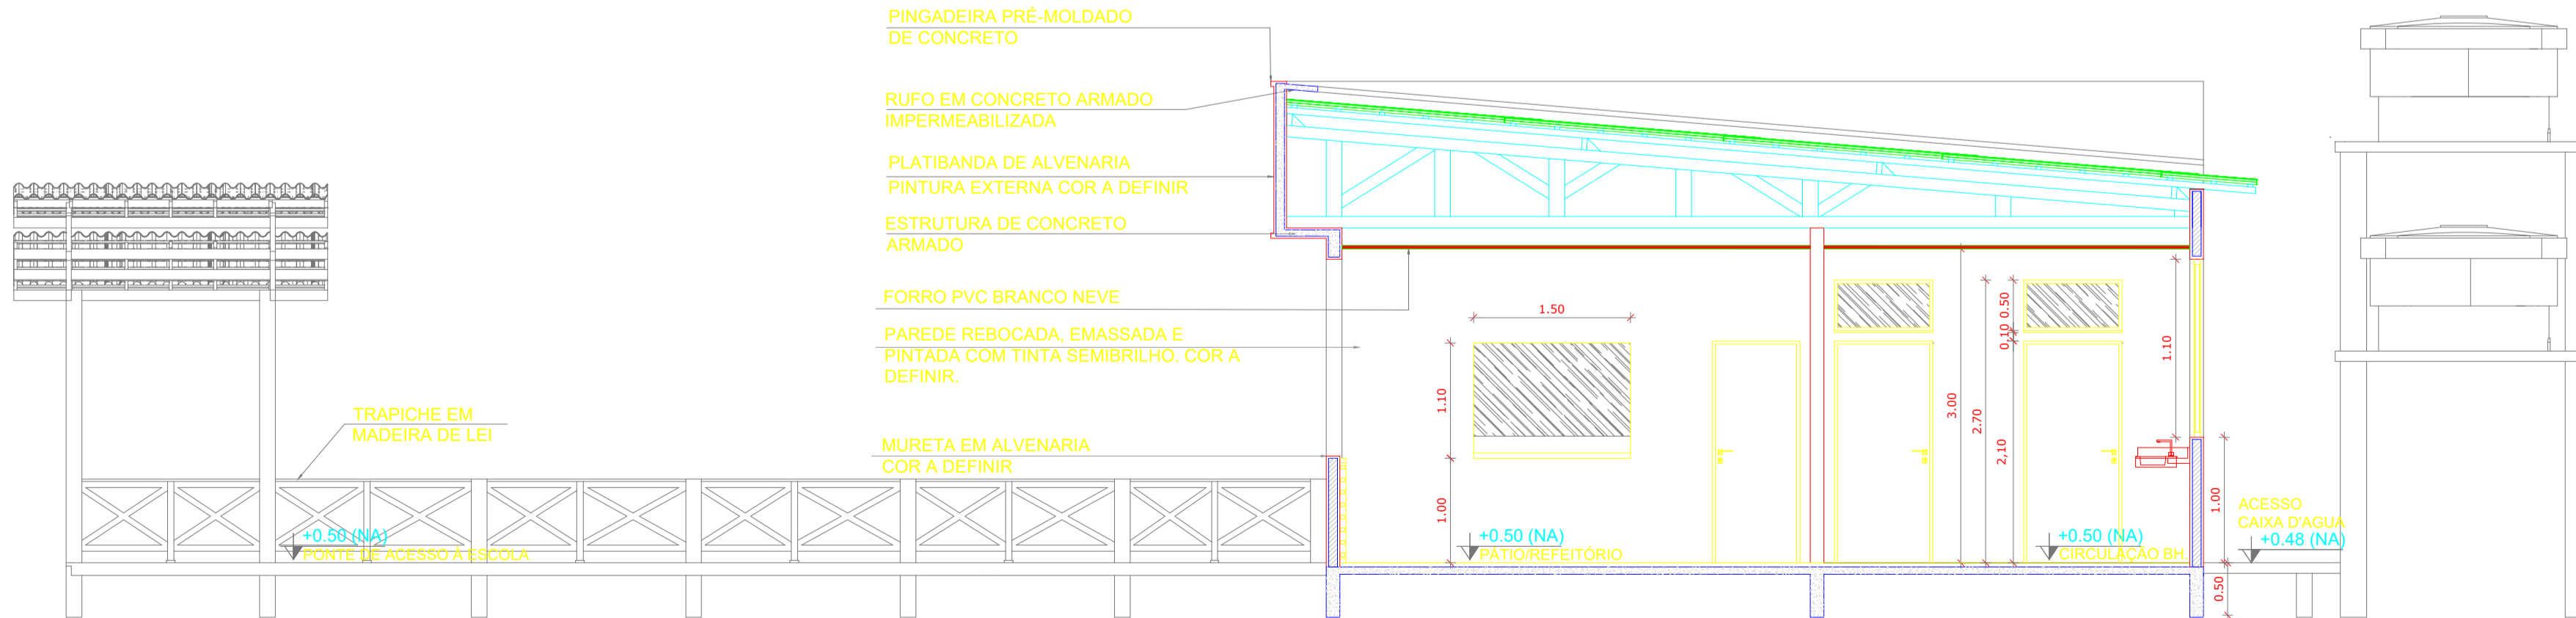 PINGADEIRA PRÉ-MOLDADO
DE CONCRETO
RUFO EM CONCRETO ARMADO
IMPERMEABILIZADA
PLATIBANDA DE ALVENARIA
PINTURA EXTERNA COR A DEFINIR
ESTRUTURA DE CONCRETO
ARMADO
FORRO PVC BRANCO NEVE
PAREDE REBOCADA, EMASSADA E
PINTADA COM TINTA SEMIBRILHO. COR A
DEFINIR.
TRAPICHE EM
MADEIRA DE LEI
MURETA EM ALVENARIA
COR A DEFINIR
+0.50 (NA)
PONTE DE ACESSO À ESCOLA
1.50
1.10
1.00
+0.50 (NA)
PÁTIO/REFEITÓRIO
3.00
2.70
0.50
0,10
2,10
1.10
1.00
+0.50 (NA)
CIRCULAÇÃO BH.
ACESSO
CAIXA D'AGUA
+0.48 (NA)
0.50